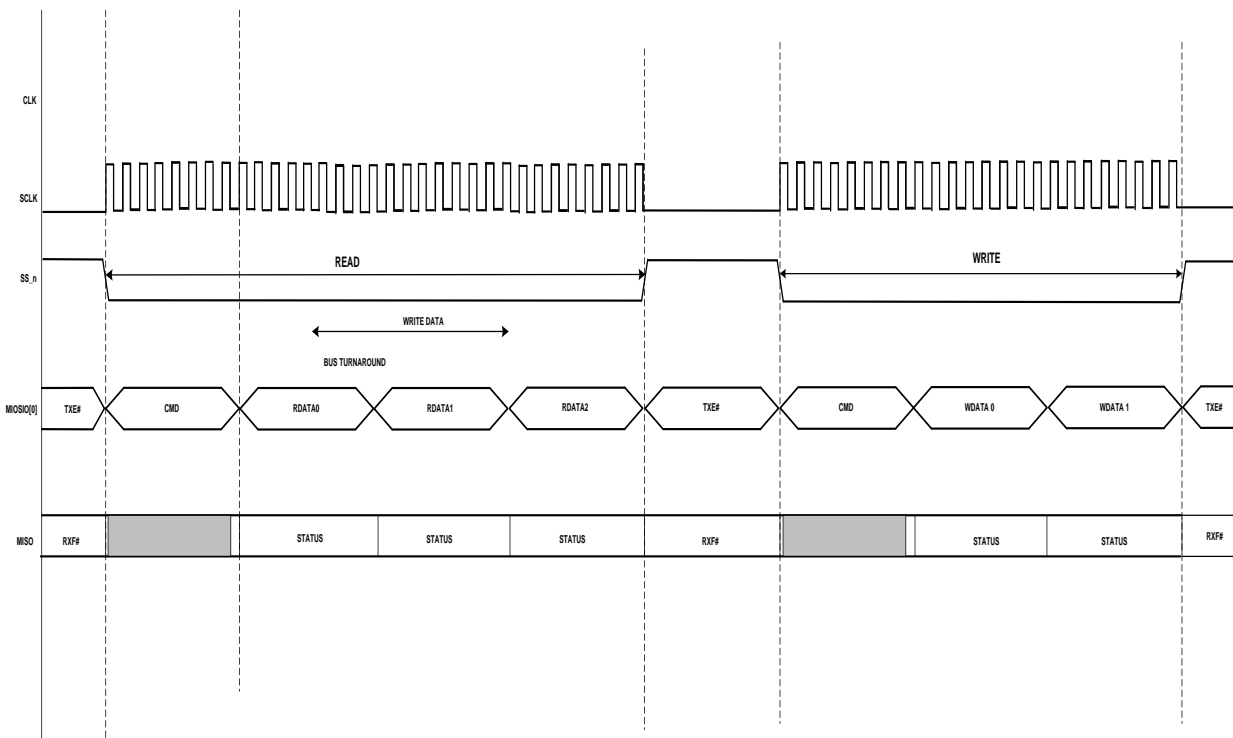 CLK
SCLK
READ
WRITE
SS_n
WRITE DATA
BUS TURNAROUND
MIOSIO[0] TXE# CMD RDATA0 RDATA1 RDATA2 TXE# CMD WDATA 0 WDATA 1 TXE#
MISO RXF# STATUS STATUS STATUS RXF# STATUS STATUS RXF#